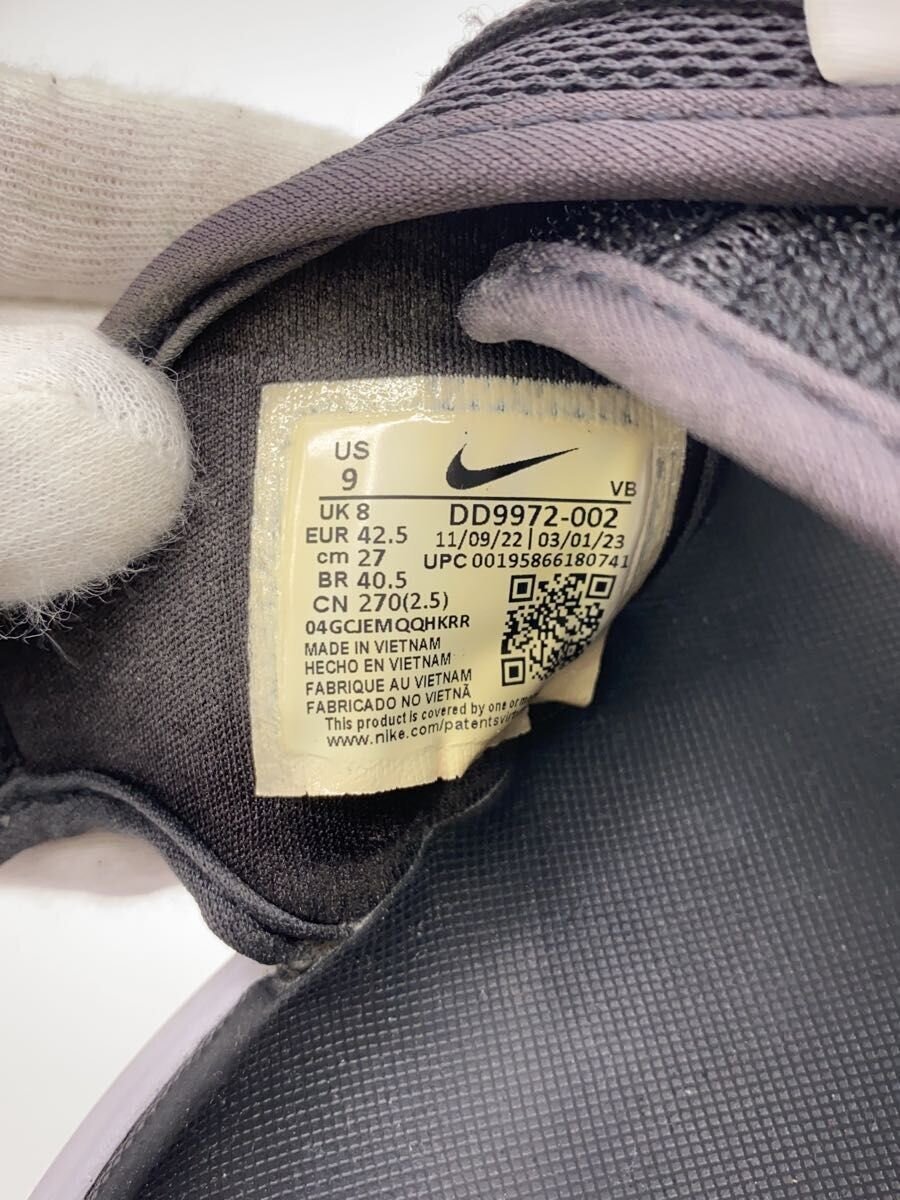 US
9
VB
UK 8
DD9972-002
EUR 42.5
11/09/22 | 03/01/23
cm 27
UPC 00195866180741
BR 40.5
CN 270(2.5)
04GCJEMQQHKRR
MADE IN VIETNAM
HECHO EN VIETNAM
FABRIQUE AU VIETNAM
FABRICADO NO VIETNÃ
This product is covered by one or
www.nike.com/patents